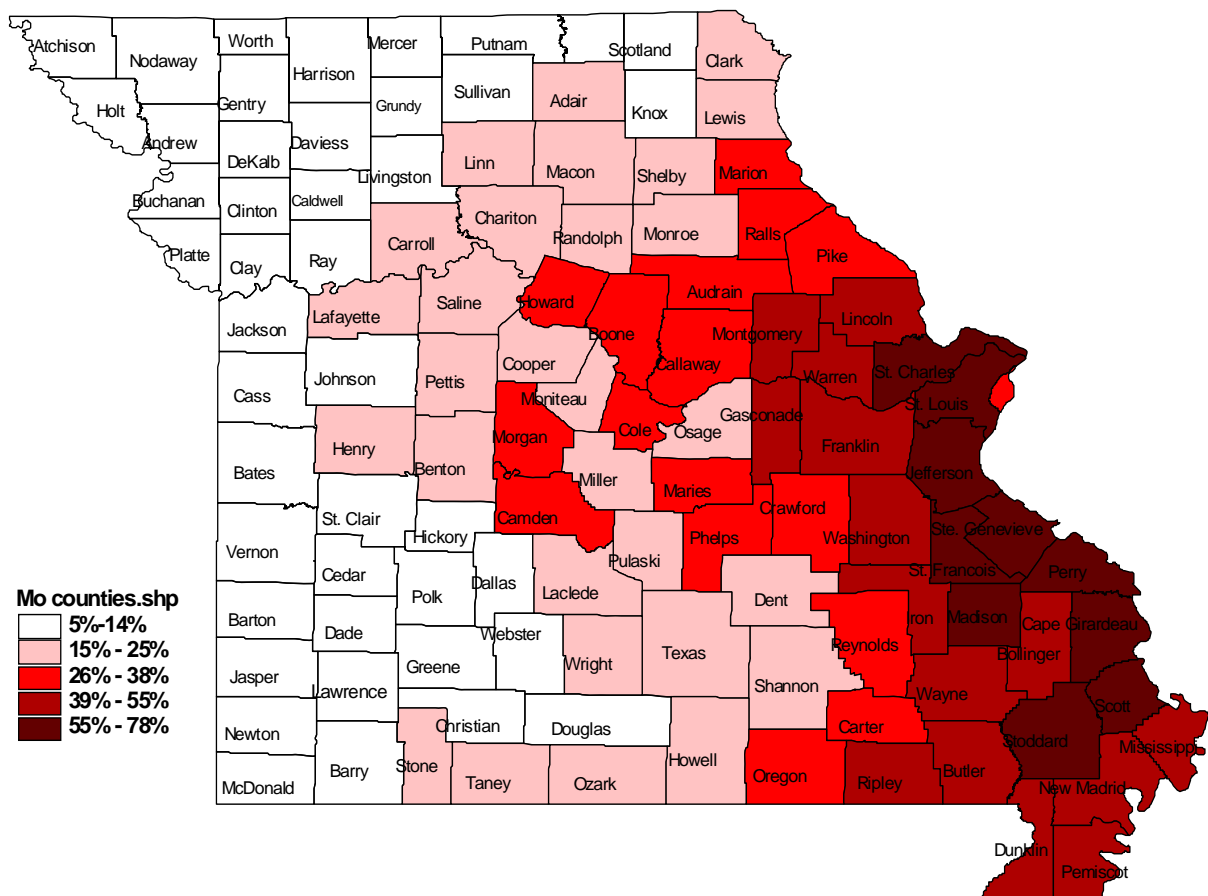 Atchison
Nodaway
Worth
Harrison
Mercer
Putnam
Scotland
Clark
Holt
Gentry
Grundy
Sullivan
Adair
Knox
Lewis
Andrew
DeKalb
Daviess
Livingston
Linn
Macon
Shelby
Marion
Buchanan
Clinton
Caldwell
Chariton
Randolph
Monroe
Ralls
Pike
Platte
Clay
Ray
Carroll
Jackson
Lafayette
Saline
Howard
Boone
Audrain
Callaway
Montgomery
Lincoln
Warren
St. Charles
St. Louis
Cass
Johnson
Pettis
Cooper
Moniteau
Cole
Osage
Gasconade
Franklin
Jefferson
Bates
Henry
Benton
Morgan
Miller
Maries
Camden
Phelps
Crawford
Washington
Ste. Genevieve
St. Francois
Perry
Vernon
St. Clair
Hickory
Pulaski
Cedar
Polk
Dallas
Laclede
Dent
Iron
Madison
Cape Girardeau
Bollinger
Mo counties.shp
5%-14%
15% - 25%
26% - 38%
39% - 55%
55% - 78%
Barton
Dade
Greene
Webster
Wright
Texas
Shannon
Reynolds
Wayne
Jasper
Lawrence
Newton
Christian
Douglas
Howell
Carter
Scott
Stoddard
Mississippi
McDonald
Barry
Stone
Taney
Ozark
Oregon
Ripley
Butler
New Madrid
Dunklin
Pemiscot